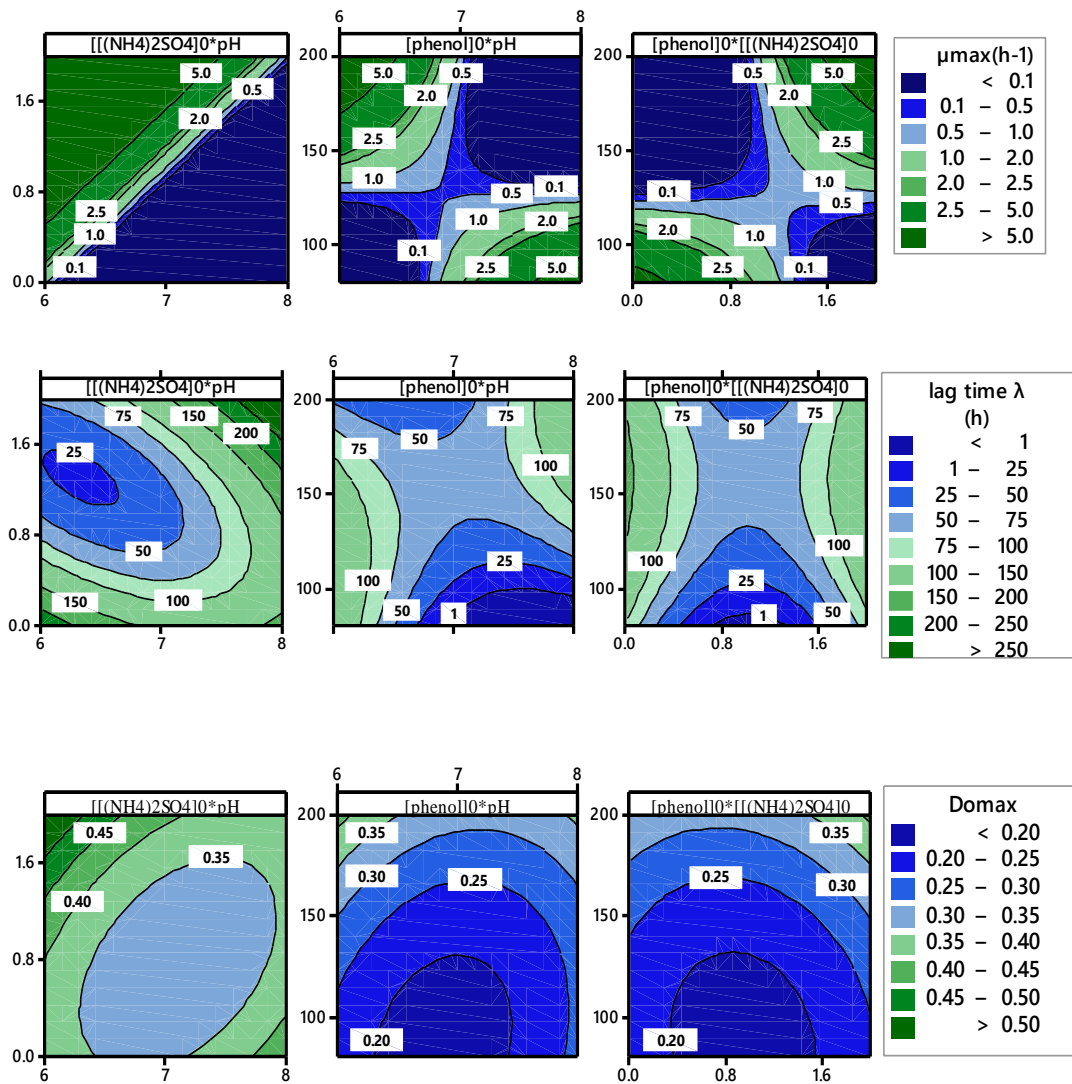 6 7 8
[[(NH4)2SO4]0*pH [phenol]0*pH [phenol]0*[[(NH4)2SO4]0
µmax(h-1)
< 0.1
0.1 – 0.5
0.5 – 1.0
1.0 – 2.0
2.0 – 2.5
2.5 – 5.0
> 5.0
1.6
0.8
0.0
5.0
0.5
2.0
2.5
1.0
0.1
6 7 8
200
150
100
5.0
0.5
2.0
2.5
1.0
0.5
0.1
1.0
2.0
0.1
2.5
5.0
200
150
100
0.5
5.0
2.0
2.5
1.0
0.1
0.5
2.0
1.0
2.5
0.1
0.0 0.8 1.6
6 7 8
[[(NH4)2SO4]0*pH [phenol]0*pH [phenol]0*[[(NH4)2SO4]0
lag time λ
(h)
< 1
1 – 25
25 – 50
50 – 75
75 – 100
100 – 150
150 – 200
200 – 250
> 250
1.6
0.8
0.0
75
150
200
25
50
100
150
6 7 8
200
150
100
50
75
100
25
100
50
1
200
150
100
75
75
50
100
100
25
50
1
0.0 0.8 1.6
6 7 8
[[(NH4)2SO4]0*pH [phenol]0*pH [phenol]0*[[(NH4)2SO4]0
Domax
< 0.20
0.20 – 0.25
0.25 – 0.30
0.30 – 0.35
0.35 – 0.40
0.40 – 0.45
0.45 – 0.50
> 0.50
1.6
0.8
0.0
0.45
0.35
0.40
6 7 8
200
150
100
0.35
0.30
0.25
0.20
200
150
100
0.35
0.25
0.30
0.20
0.0 0.8 1.6